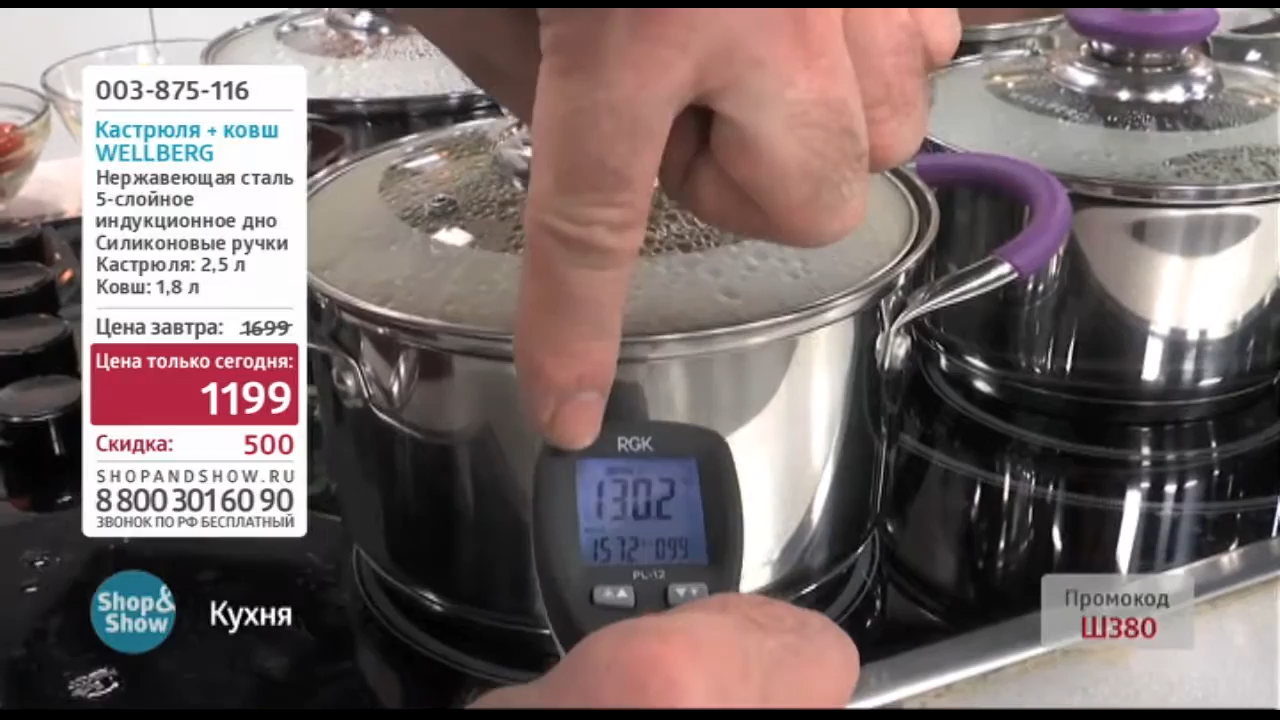 003-875-116
Кастрюля + ковш
WELLBERG
Нержавеющая сталь
5-слойное
индукционное дно
Силиконовые ручки
Кастрюля: 2,5 л
Ковш: 1,8 л
Цена завтра: 1699
Цена только сегодня:
1199
Скидка: 500
SHOPANDSHOW.RU
8 800 301 60 90
ЗВОНОК ПО РФ БЕСПЛАТНЫЙ
Shop&
Show
Кухня
RGK
130.2
157.2 099
PL-12
Промокод
Ш380